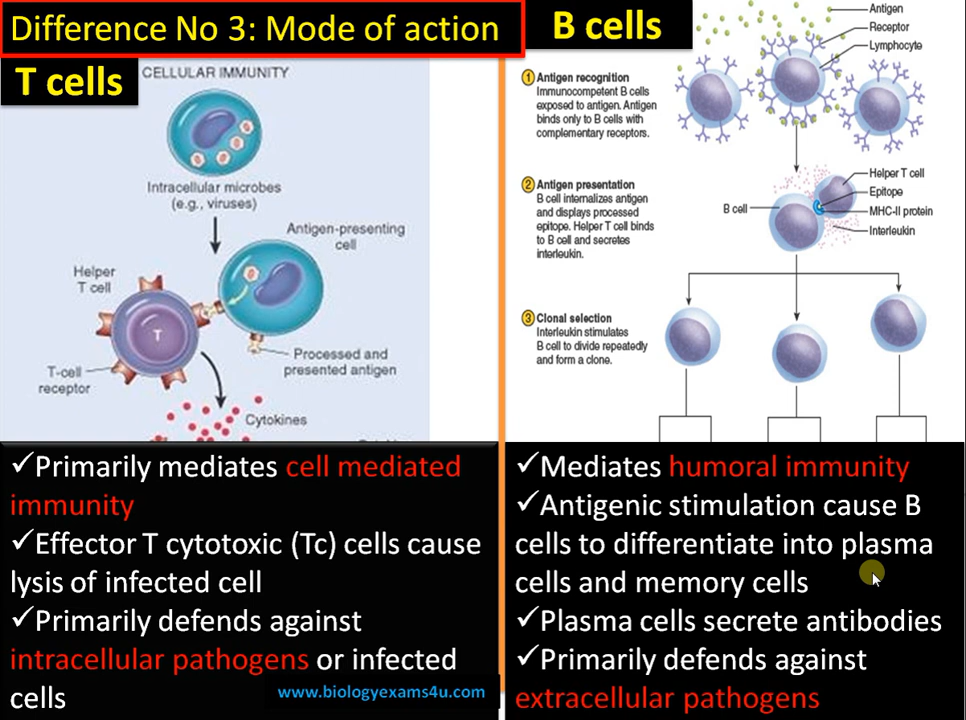 Difference No 3: Mode of action
T cells
CELLULAR IMMUNITY
Intracellular microbes
(e.g., viruses)
Antigen-presenting
cell
Helper
T cell
T
T-cell
receptor
Processed and
presented antigen
Cytokines
✓Primarily mediates cell mediated
immunity
✓Effector T cytotoxic (Tc) cells cause
lysis of infected cell
✓Primarily defends against
intracellular pathogens or infected
cells
www.biologyexams4u.com
B cells
Antigen
Receptor
Lymphocyte
1 Antigen recognition
Immunocompetent B cells
exposed to antigen. Antigen
binds only to B cells with
complementary receptors.
2 Antigen presentation
B cell internalizes antigen
and displays processed
epitope. Helper T cell binds
to B cell and secretes
interleukin.
B cell
Helper T cell
Epitope
MHC-II protein
Interleukin
3 Clonal selection
Interleukin stimulates
B cell to divide repeatedly
and form a clone.
✓Mediates humoral immunity
✓Antigenic stimulation cause B
cells to differentiate into plasma
cells and memory cells
✓Plasma cells secrete antibodies
✓Primarily defends against
extracellular pathogens